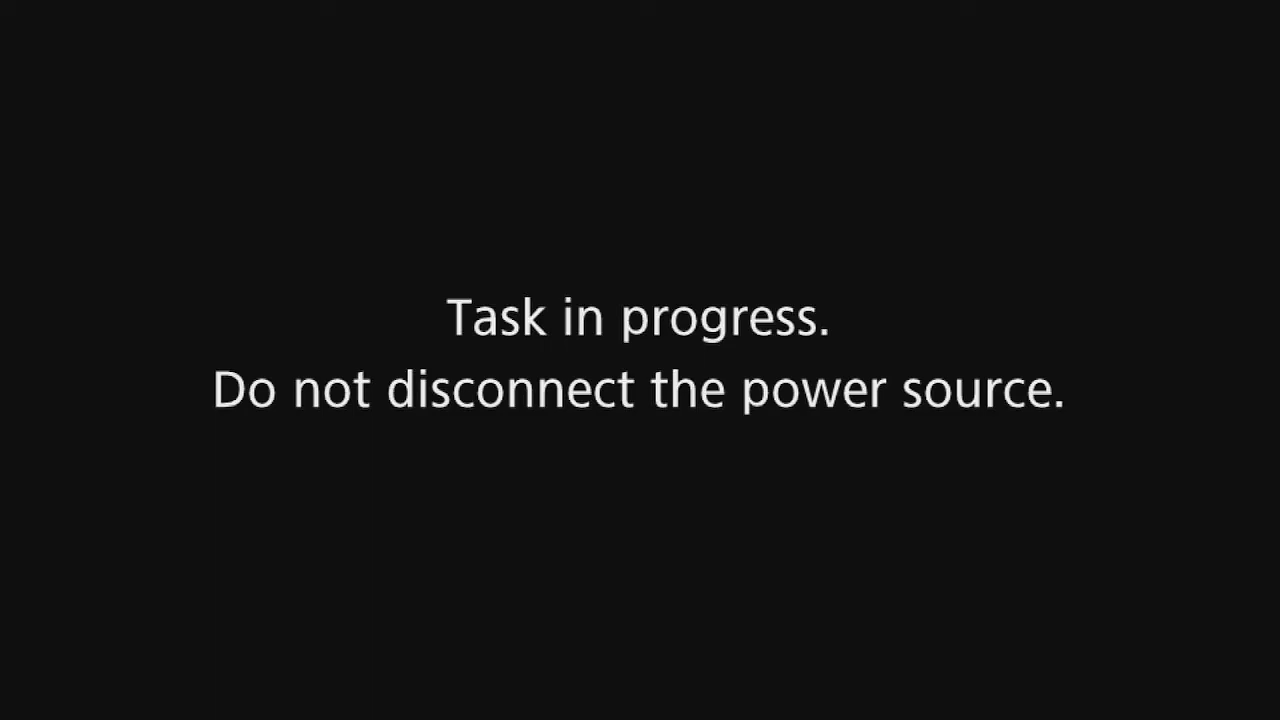 Task in progress.
Do not disconnect the power source.